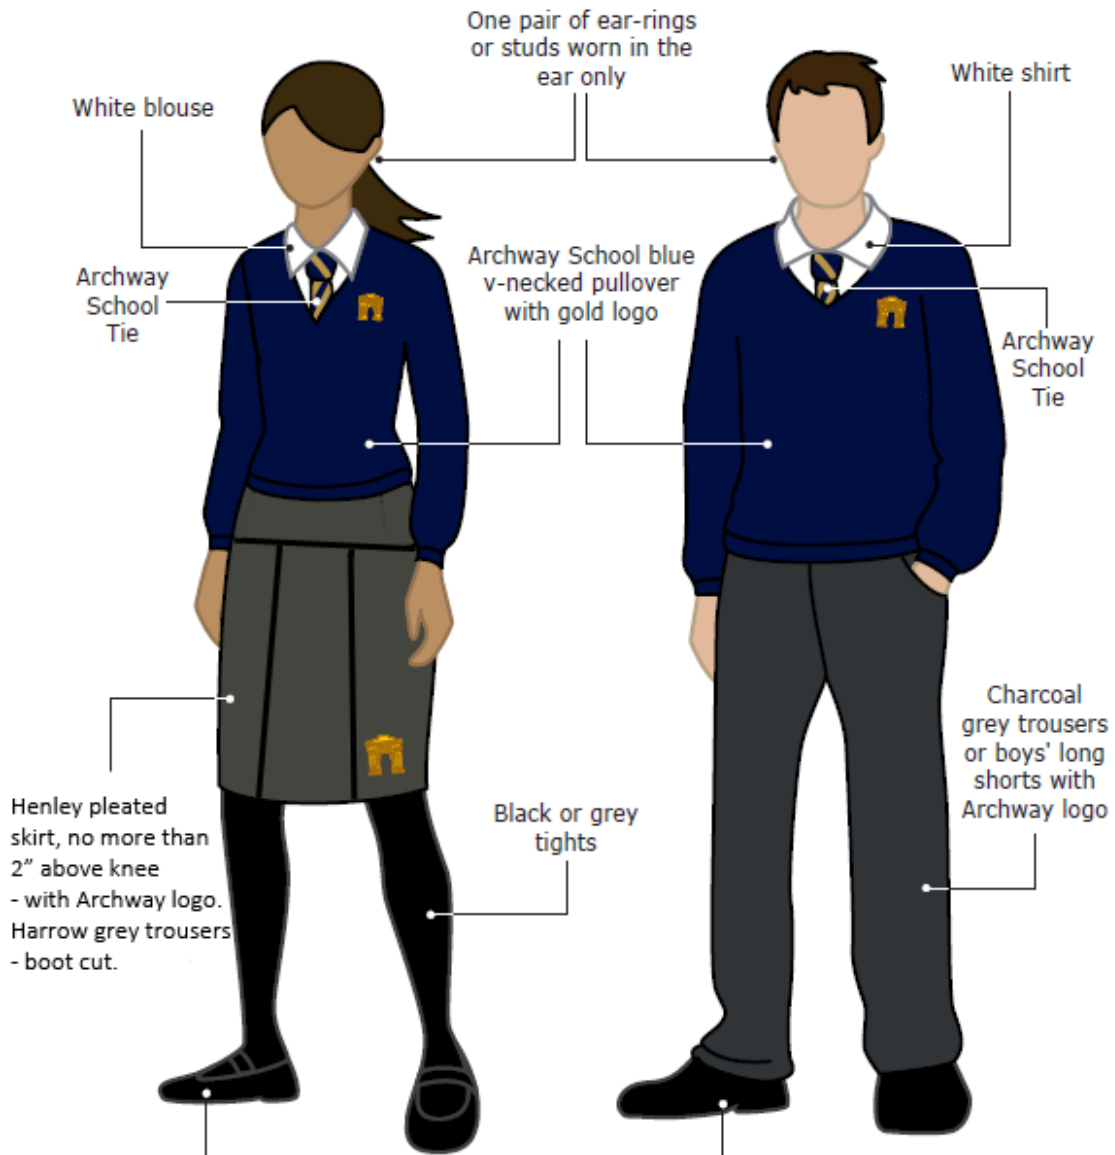 One pair of ear-rings
or studs worn in the
ear only
White blouse
White shirt
Archway
School
Tie
Archway School blue
v-necked pullover
with gold logo
Archway
School
Tie
Henley pleated
skirt, no more than
2” above knee
- with Archway logo.
Harrow grey trousers
- boot cut.
Black or grey
tights
Charcoal
grey trousers
or boys' long
shorts with
Archway logo